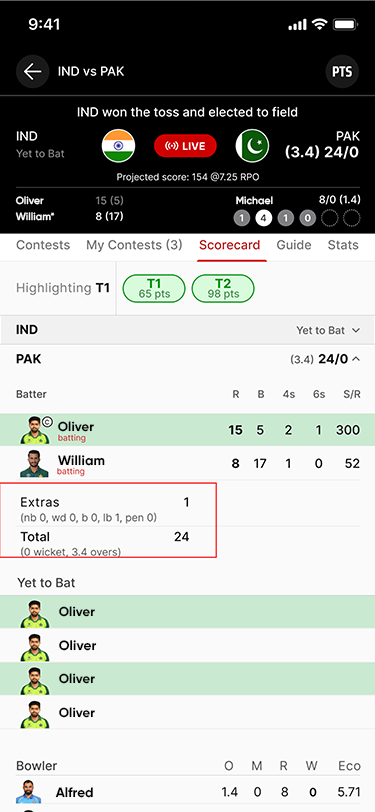 9:41
IND vs PAK
PTS
IND won the toss and elected to field
IND
Yet to Bat
LIVE
PAK
(3.4) 24/0
Projected score: 154 @7.25 RPO
Oliver 15 (5)
William* 8 (17)
Michael 8/0 (1.4)
1 4 1 0
Contests My Contests (3) Scorecard Guide Stats
Highlighting T1
T1
65 pts
T2
98 pts
IND Yet to Bat
PAK (3.4) 24/0
Batter R B 4s 6s S/R
C
Oliver 15 5 2 1 300
batting
William 8 17 1 0 52
batting
Extras 1
(nb 0, wd 0, b 0, lb 1, pen 0)
Total 24
(0 wicket, 3.4 overs)
Yet to Bat
Oliver
Oliver
Oliver
Oliver
Bowler O M R W Eco
Alfred 1.4 0 8 0 5.71